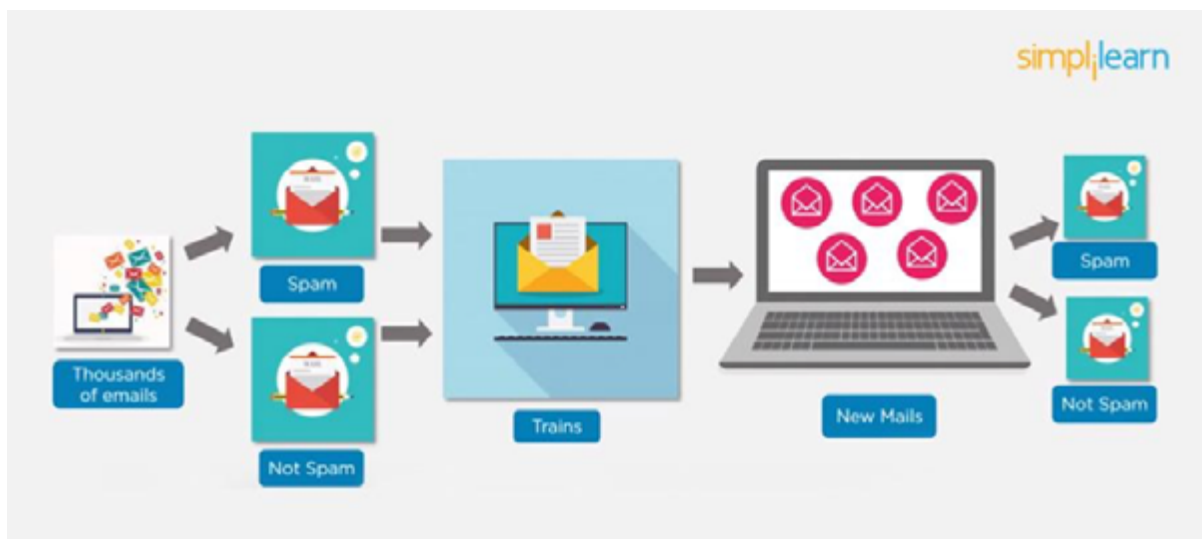 simplilearn
Thousands
of emails
Spam
Not Spam
Trains
New Mails
Spam
Not Spam